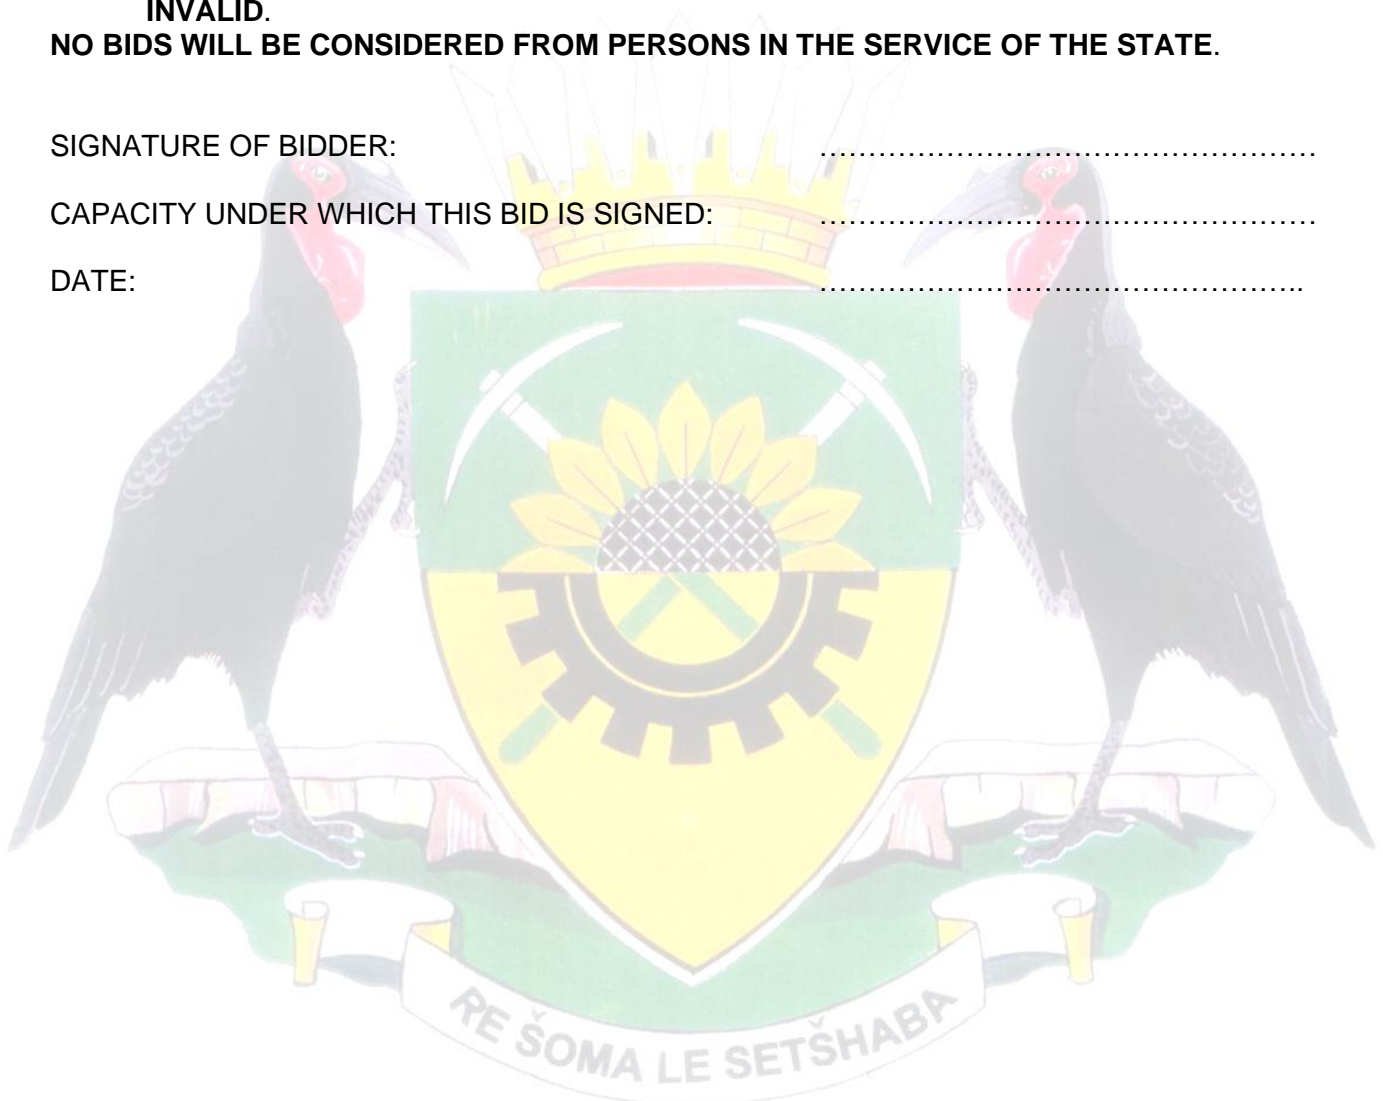 INVALID.
NO BIDS WILL BE CONSIDERED FROM PERSONS IN THE SERVICE OF THE STATE.
SIGNATURE OF BIDDER: ……………………………………………
CAPACITY UNDER WHICH THIS BID IS SIGNED: ……………………………………………
DATE: …………………………………………..
RE ŠOMA LE SETŠHABA